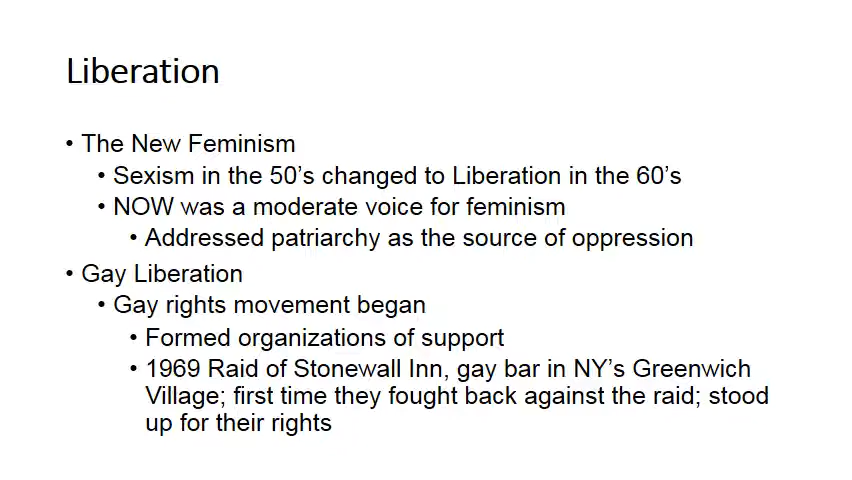 Liberation
• The New Feminism
• Sexism in the 50’s changed to Liberation in the 60’s
• NOW was a moderate voice for feminism
• Addressed patriarchy as the source of oppression
• Gay Liberation
• Gay rights movement began
• Formed organizations of support
• 1969 Raid of Stonewall Inn, gay bar in NY’s Greenwich
Village; first time they fought back against the raid; stood
up for their rights